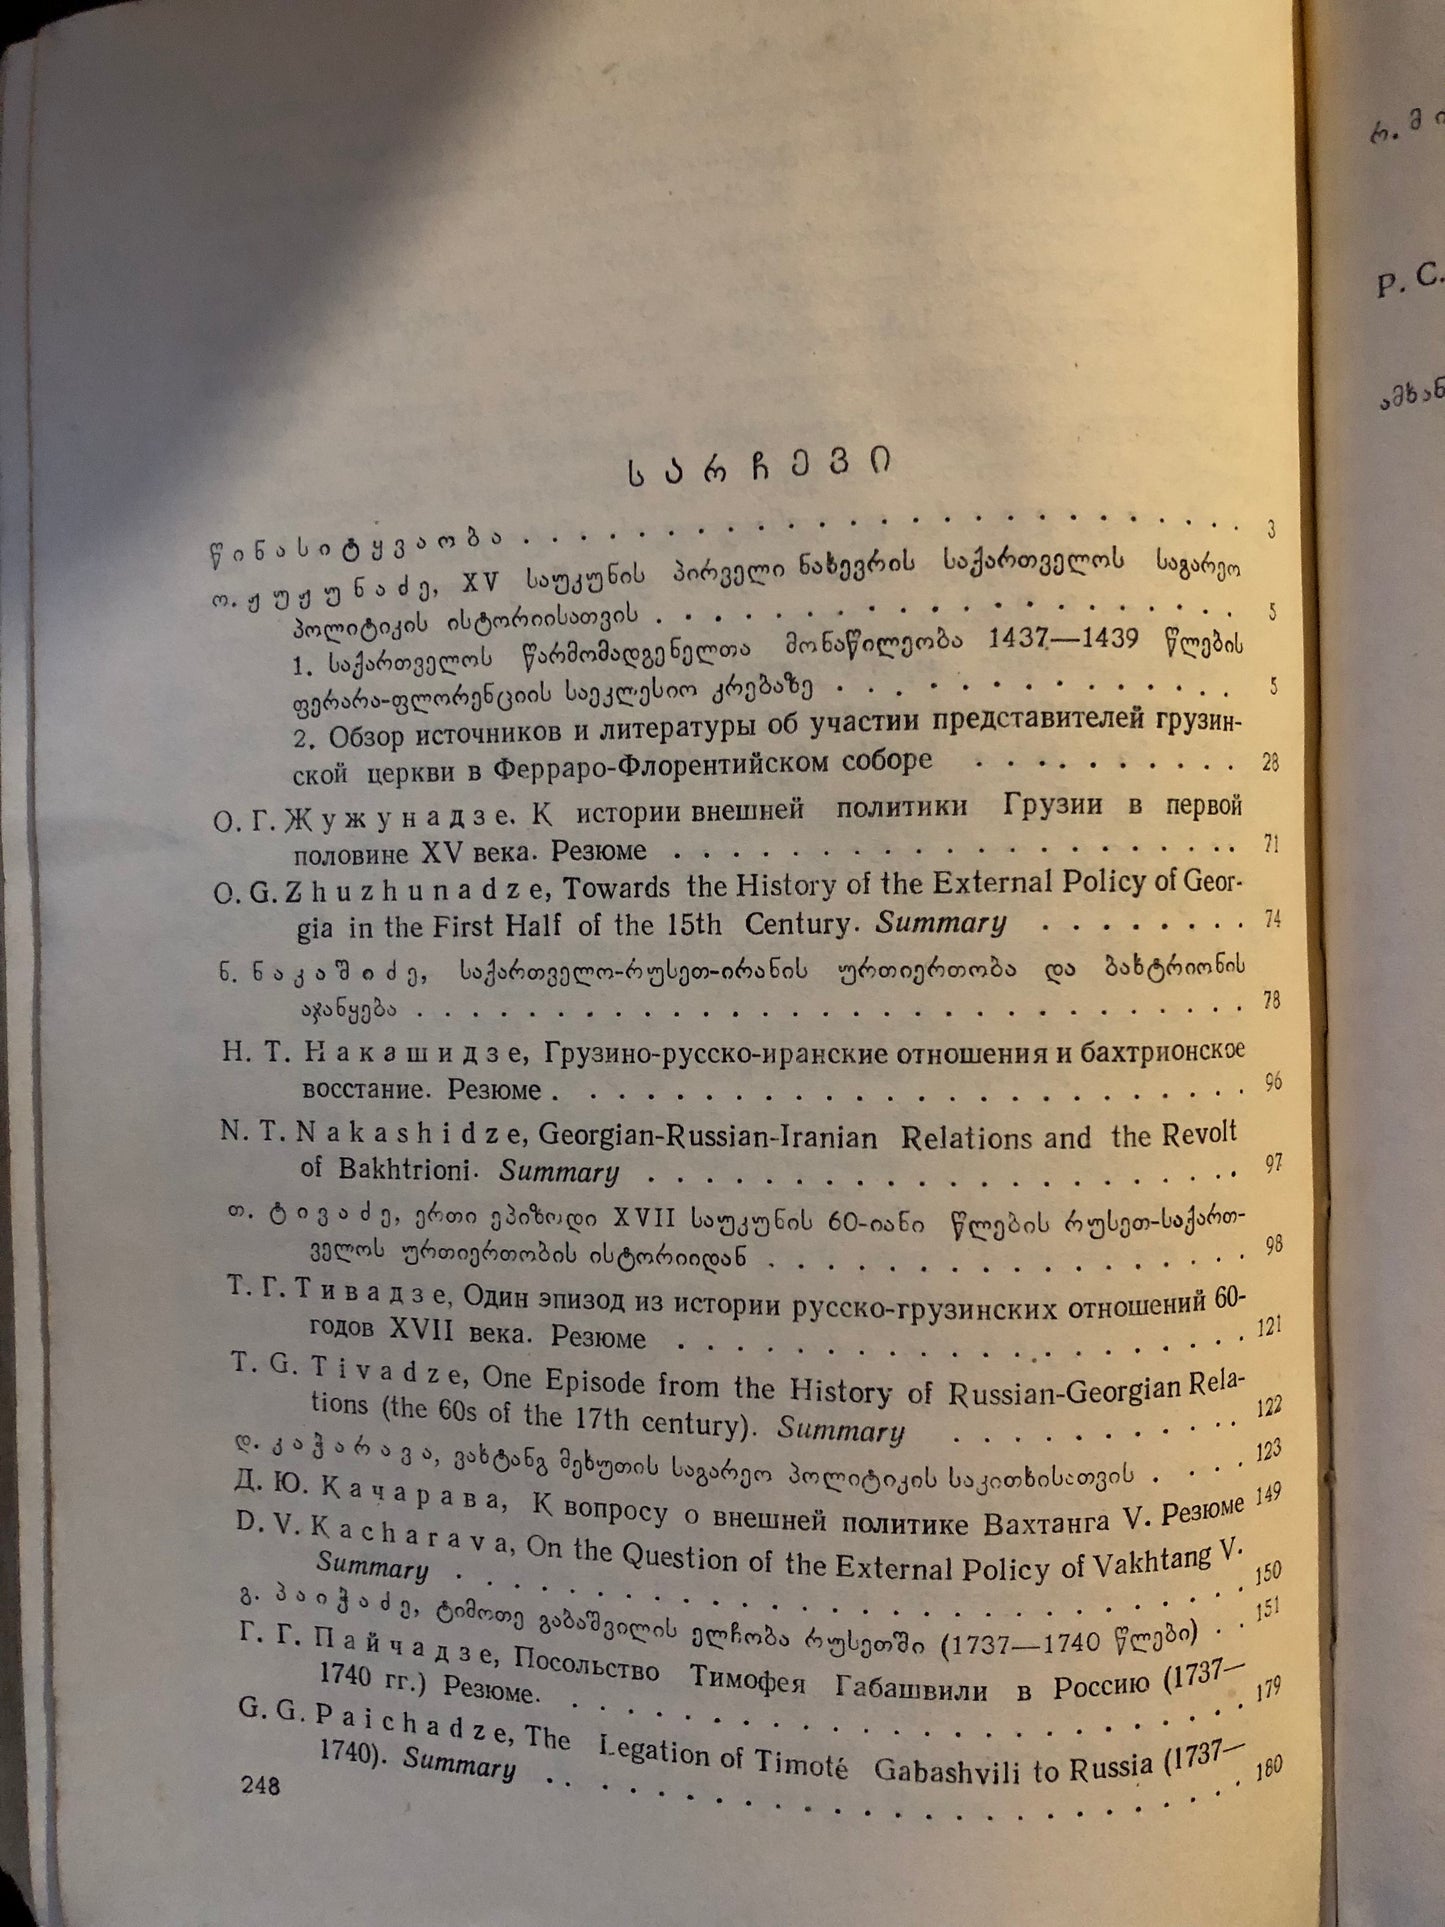 სარჩევი
წინასიტყვაობა . . . . . . . . . . . . . . . . . . . . . . . . 3
ო. ჟუჟუნაძე, XV საუკუნის პირველი ნახევრის საქართველოს საგარეო
პოლიტიკის ისტორიისათვის . . . . . . . . . . . . . . . . . . . . 5
1. საქართველოს წარმომადგენელთა მონაწილეობა 1437—1439 წლების
ფერარა-ფლორენციის საეკლესიო კრებაზე . . . . . . . . . . . . . . 5
2. Обзор источников и литературы об участии представителей грузин-
ской церкви в Ферраро-Флорентийском соборе . . . . . . . . . . 28
О. Г. Жужунадзе. К истории внешней политики Грузии в первой
половине XV века. Резюме . . . . . . . . . . . . . . . . . . . 71
O. G. Zhuzhunadze, Towards the History of the External Policy of Geor-
gia in the First Half of the 15th Century. Summary . . . . . . . . 74
ნ. ნაკაშიძე, საქართველო-რუსეთ-ირანის ურთიერთობა და ბახტრიონის
აჯანყება . . . . . . . . . . . . . . . . . . . . . . . . . . . . 78
Н. Т. Накашидзе, Грузино-русско-иранские отношения и бахтрионское
восстание. Резюме . . . . . . . . . . . . . . . . . . . . . . . . 96
N. T. Nakashidze, Georgian-Russian-Iranian Relations and the Revolt
of Bakhtrioni. Summary . . . . . . . . . . . . . . . . . . . . . 97
თ. ტივაძე, ერთი ეპიზოდი XVII საუკუნის 60-იანი წლების რუსეთ-საქართ-
ველოს ურთიერთობის ისტორიიდან . . . . . . . . . . . . . . . . . 98
Т. Г. Тивадзе, Один эпизод из истории русско-грузинских отношений 60-
годов XVII века. Резюме . . . . . . . . . . . . . . . . . . . . 121
T. G. Tivadze, One Episode from the History of Russian-Georgian Rela-
tions (the 60s of the 17th century). Summary . . . . . . . . . . 122
დ. კაჭარავა, ვახტანგ მეხუთის საგარეო პოლიტიკის საკითხისათვის . . . . 123
Д. Ю. Качарава, К вопросу о внешней политике Вахтанга V. Резюме 149
D. V. Kacharava, On the Question of the External Policy of Vakhtang V.
Summary . . . . . . . . . . . . . . . . . . . . . . . . . . . . 150
გ. პაიჭაძე, ტიმოთე გაბაშვილის ელჩობა რუსეთში (1737—1740 წლები) . . 151
Г. Г. Пайчадзе, Посольство Тимофея Габашвили в Россию (1737—
1740 гг.) Резюме. . . . . . . . . . . . . . . . . . . . . . . . 179
G. G. Paichadze, The Legation of Timoté Gabashvili to Russia (1737—
1740). Summary . . . . . . . . . . . . . . . . . . . . . . . . . 180
248
რ. მი
Р. С.
ამხან